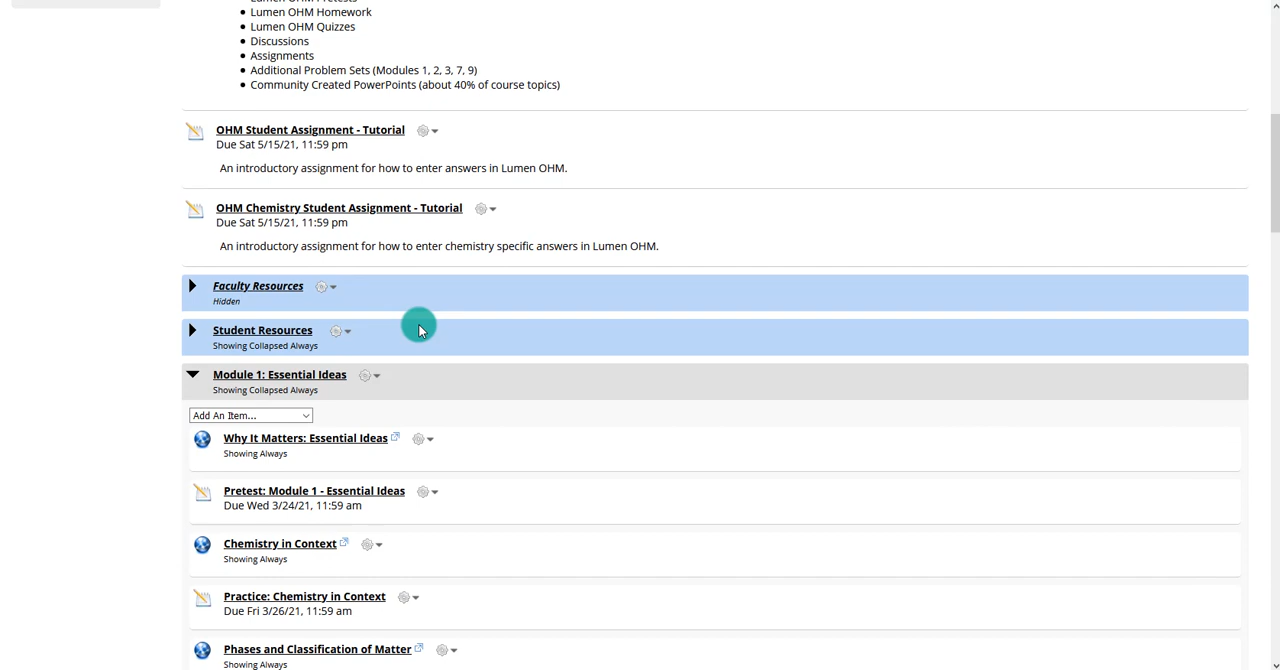 Lumen OHM Pretests
Lumen OHM Homework
Lumen OHM Quizzes
Discussions
Assignments
Additional Problem Sets (Modules 1, 2, 3, 7, 9)
Community Created PowerPoints (about 40% of course topics)
OHM Student Assignment - Tutorial
Due Sat 5/15/21, 11:59 pm
An introductory assignment for how to enter answers in Lumen OHM.
OHM Chemistry Student Assignment - Tutorial
Due Sat 5/15/21, 11:59 pm
An introductory assignment for how to enter chemistry specific answers in Lumen OHM.
Faculty Resources
Hidden
Student Resources
Showing Collapsed Always
Module 1: Essential Ideas
Showing Collapsed Always
Add An Item...
Why It Matters: Essential Ideas
Showing Always
Pretest: Module 1 - Essential Ideas
Due Wed 3/24/21, 11:59 am
Chemistry in Context
Showing Always
Practice: Chemistry in Context
Due Fri 3/26/21, 11:59 am
Phases and Classification of Matter
Showing Always